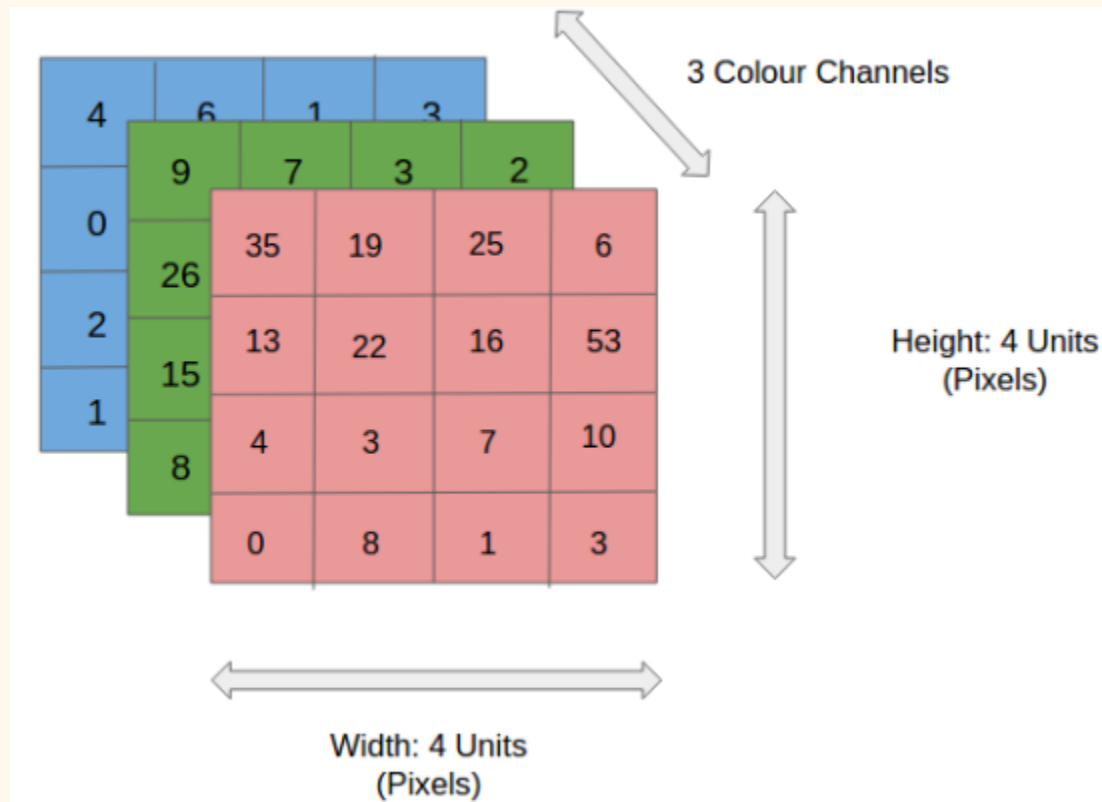 3 Colour Channels
4 6 1 3
0
2
1
9 7 3 2
26
15
8
35 19 25 6
13 22 16 53
4 3 7 10
0 8 1 3
Height: 4 Units
(Pixels)
Width: 4 Units
(Pixels)